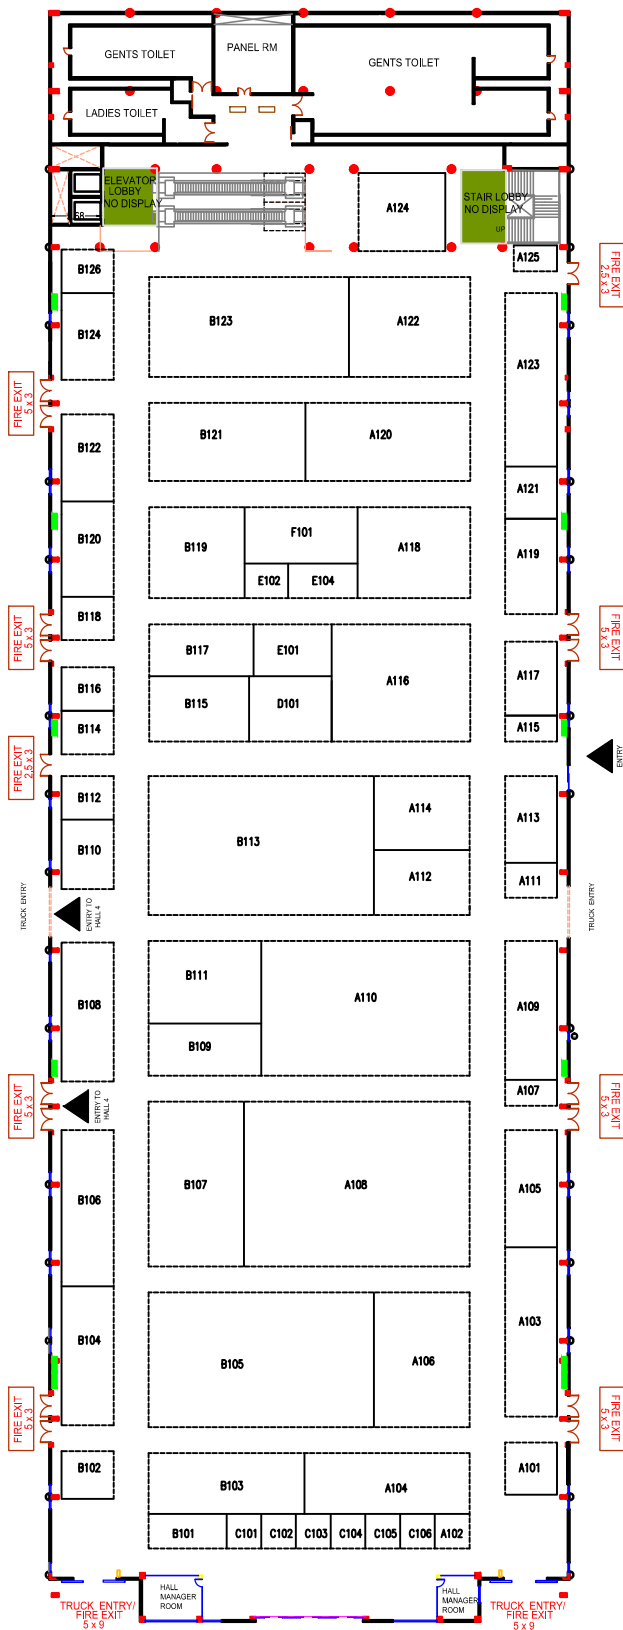 PANEL RM
GENTS TOILET
GENTS TOILET
LADIES TOILET
ELEVATOR
LOBBY
NO DISPLAY
68
STAIR LOBBY
NO DISPLAY
UP
A124
A125
B126
FIRE EXIT
2.5 x 3
B123
A122
B124
A123
FIRE EXIT
5 x 3
B121
A120
B122
A121
B119
F101
A118
B120
A119
E102
E104
B118
FIRE EXIT
5 x 3
FIRE EXIT
5 x 3
B117
E101
A116
A117
B116
B115
D101
B114
A115
FIRE EXIT
2.5 x 3
ENTRY
B112
A114
A113
B113
B110
A112
A111
TRUCK ENTRY
ENTRY TO
HALL 4
TRUCK ENTRY
B111
A110
B108
A109
B109
A107
FIRE EXIT
5 x 3
ENTRY TO
HALL 4
FIRE EXIT
5 x 3
B107
A108
B106
A105
A103
B104
B105
A106
FIRE EXIT
5 x 3
FIRE EXIT
5 x 3
B102
A101
B103
A104
B101
C101
C102
C103
C104
C105
C106
A102
HALL
MANAGER
ROOM
HALL
MANAGER
ROOM
TRUCK ENTRY/
FIRE EXIT
5 x 9
TRUCK ENTRY/
FIRE EXIT
5 x 9